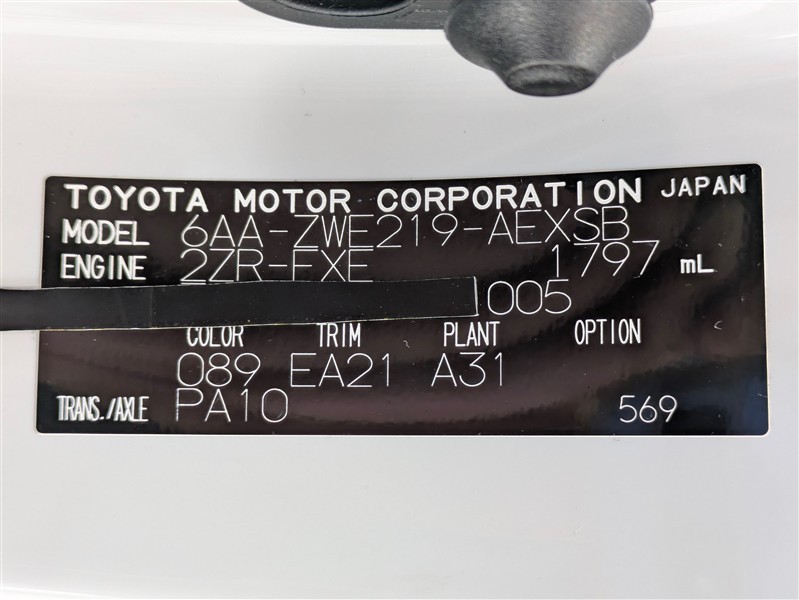 TOYOTA MOTOR CORPORATION JAPAN
MODEL 6AA-ZWE219-AEXSB
ENGINE 2ZR-FXE 1797 mL
005
COLOR TRIM PLANT OPTION
089 EA21 A31
TRANS./AXLE PA10 569